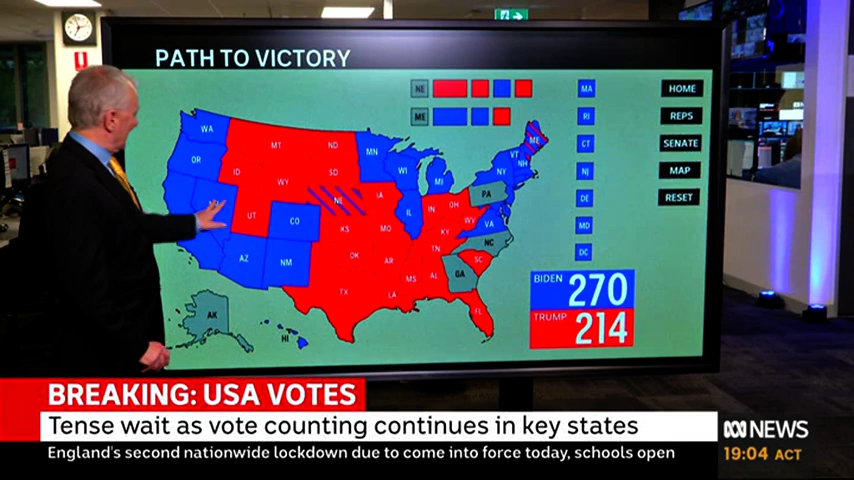 PATH TO VICTORY
NE
ME
MA
RI
CT
NJ
DE
MD
DC
HOME
REPS
SENATE
MAP
RESET
WA
OR
MT
ND
MN
ID
SD
WI
MI
WY
NE
IA
UT
CO
KS
MO
IL
IN
OH
WV
KY
VA
PA
NY
VT
NH
ME
AZ
NM
OK
AR
TN
NC
SC
TX
LA
MS
AL
GA
FL
AK
HI
BIDEN 270
TRUMP 214
BREAKING: USA VOTES
Tense wait as vote counting continues in key states
England's second nationwide lockdown due to come into force today, schools open
ABC NEWS
19:04 ACT